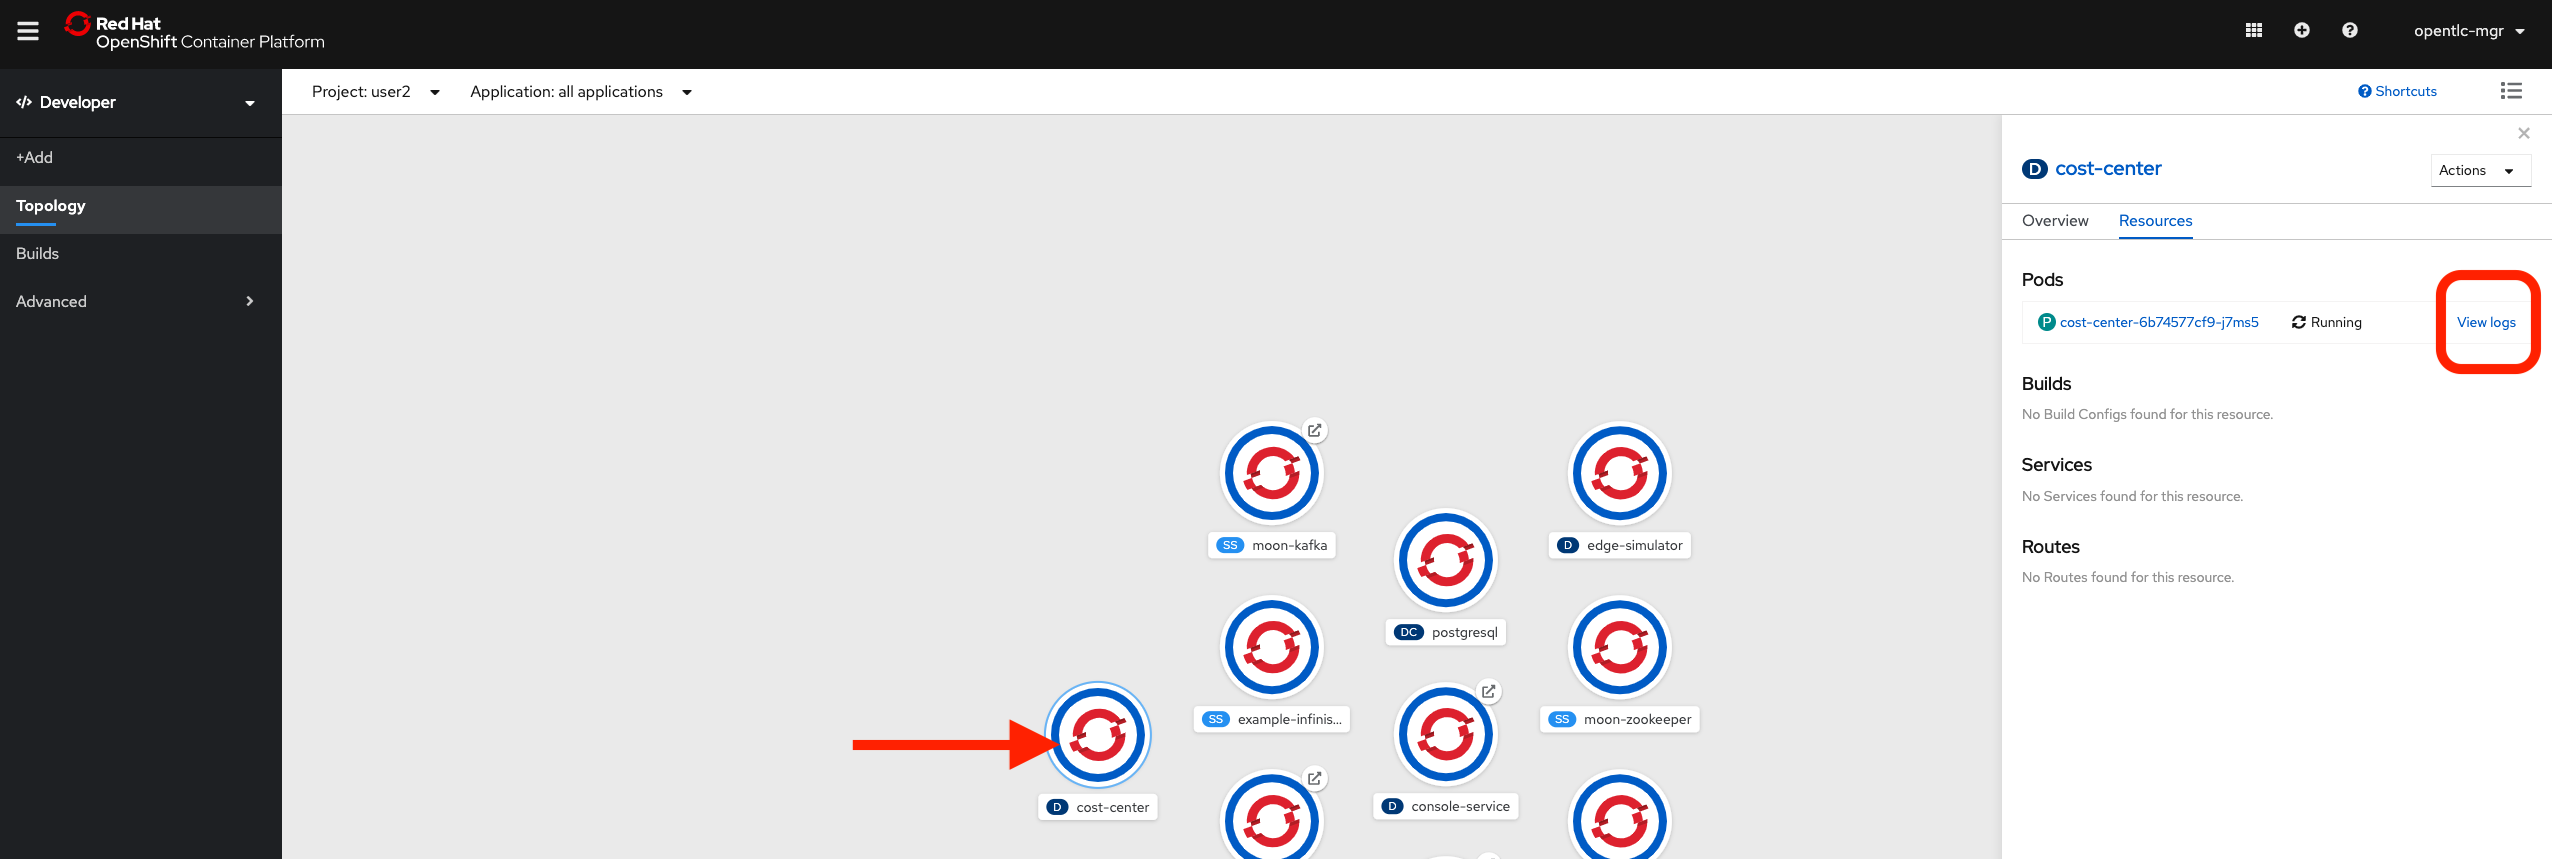 Red Hat
OpenShift Container Platform
opentlc-mgr
Developer
Project: user2
Application: all applications
Shortcuts
+Add
Topology
Builds
Advanced
D cost-center
Actions
Overview
Resources
Pods
P cost-center-6b74577cf9-j7ms5
Running
View logs
Builds
No Build Configs found for this resource.
Services
No Services found for this resource.
Routes
No Routes found for this resource.
SS moon-kafka
D edge-simulator
DC postgresql
SS example-infinis...
SS moon-zookeeper
D cost-center
D console-service